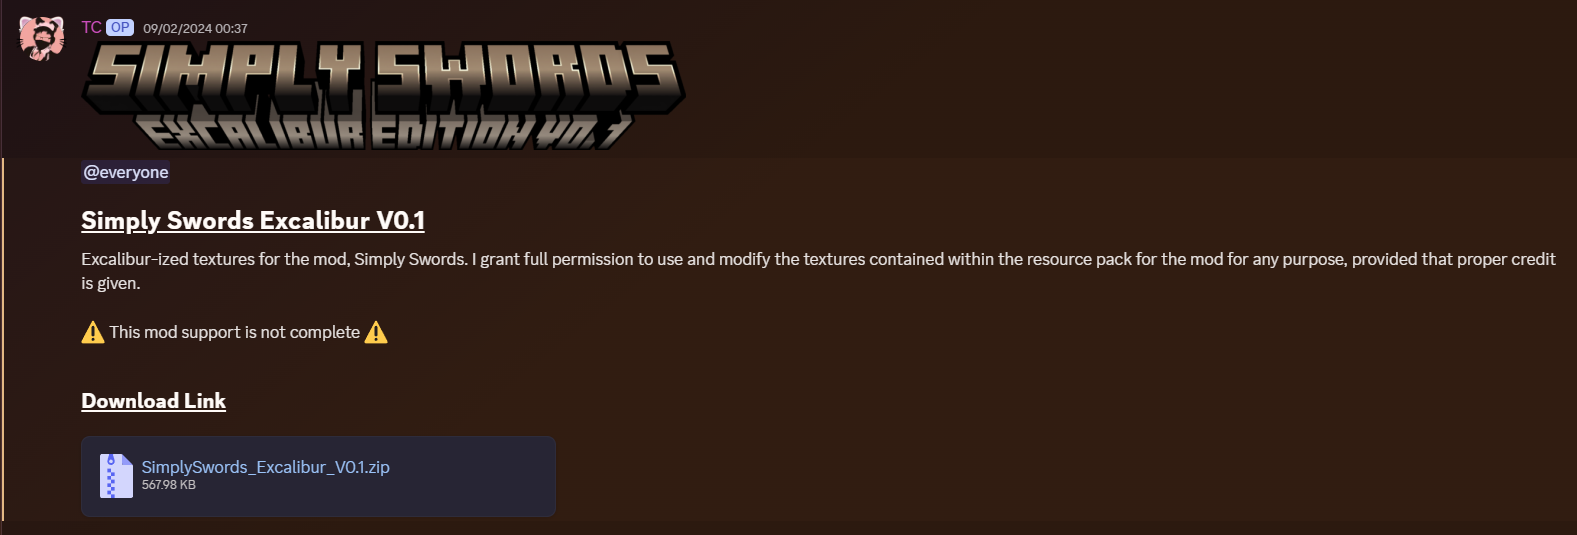 TC OP 09/02/2024 00:37
SIMPLY SWORDS
EXCALIBUR EDITION V0.1
@everyone
Simply Swords Excalibur V0.1
Excalibur-ized textures for the mod, Simply Swords. I grant full permission to use and modify the textures contained within the resource pack for the mod for any purpose, provided that proper credit
is given.
⚠️ This mod support is not complete ⚠️
Download Link
SimplySwords_Excalibur_V0.1.zip
567.98 KB